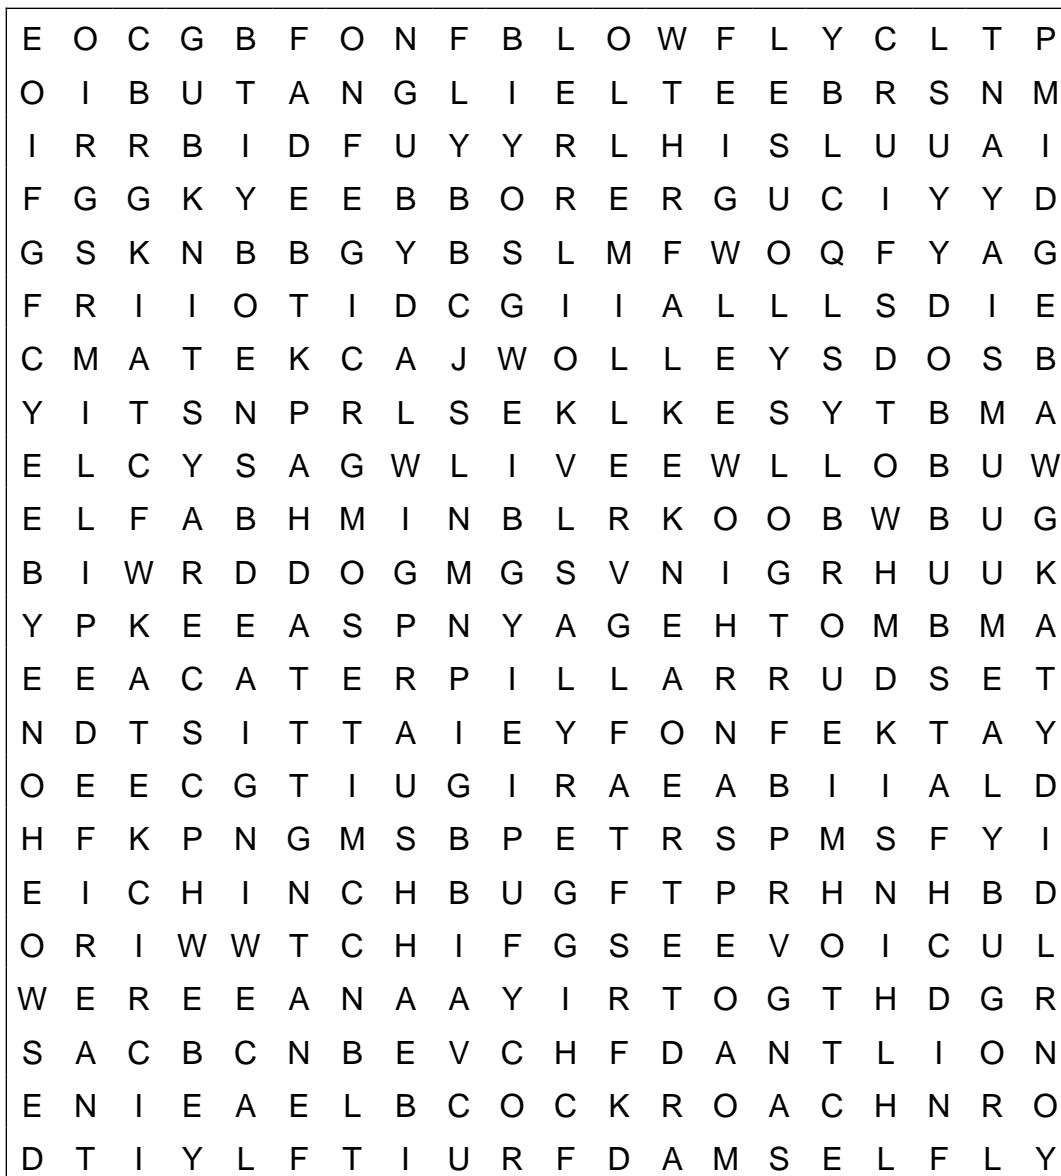 E O C G B F O N F B L O W F L Y C L T P
O I B U T A N G L I E L T E E B R S N M
I R R B I D F U Y Y R L H I S L U U A I
F G G K Y E E B B O R E R G U C I Y Y D
G S K N B B G Y B S L M F W O Q F Y A G
F R I I O T I D C G I I A L L L S D I E
C M A T E K C A J W O L L E Y S D O S B
Y I T S N P R L S E K L K E S Y T B M A
E L C Y S A G W L I V E E W L L O B U W
E L F A B H M I N B L R K O O B W B U G
B I W R D D O G M G S V N I G R H U U K
Y P K E E A S P N Y A G E H T O M B M A
E E A C A T E R P I L L A R R U D S E T
N D T S I T T A I E Y F O N F E K T A Y
O E E C G T I U G I R A E A B I I A L D
H F K P N G M S B P E T R S P M S F Y I
E I C H I N C H B U G F T P R H N H B D
O R I W W T C H I F G S E E V O I C U L
W E R E E A N A A Y I R T O G T H D G R
S A C B C N B E V C H F D A N T L I O N
E N I E A E L B C O C K R O A C H N R O
D T I Y L F T I U R F D A M S E L F L Y